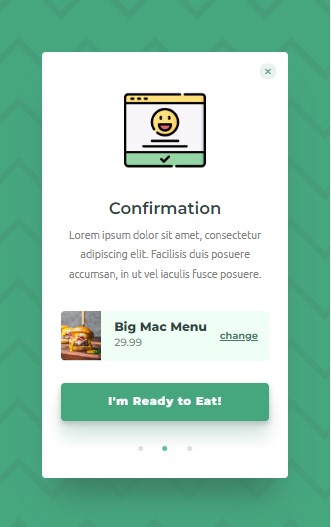 Confirmation
Lorem ipsum dolor sit amet, consectetur
adipiscing elit. Facilisis duis posuere
accumsan, in ut vel iaculis fusce posuere.
Big Mac Menu
29.99
change
I'm Ready to Eat!